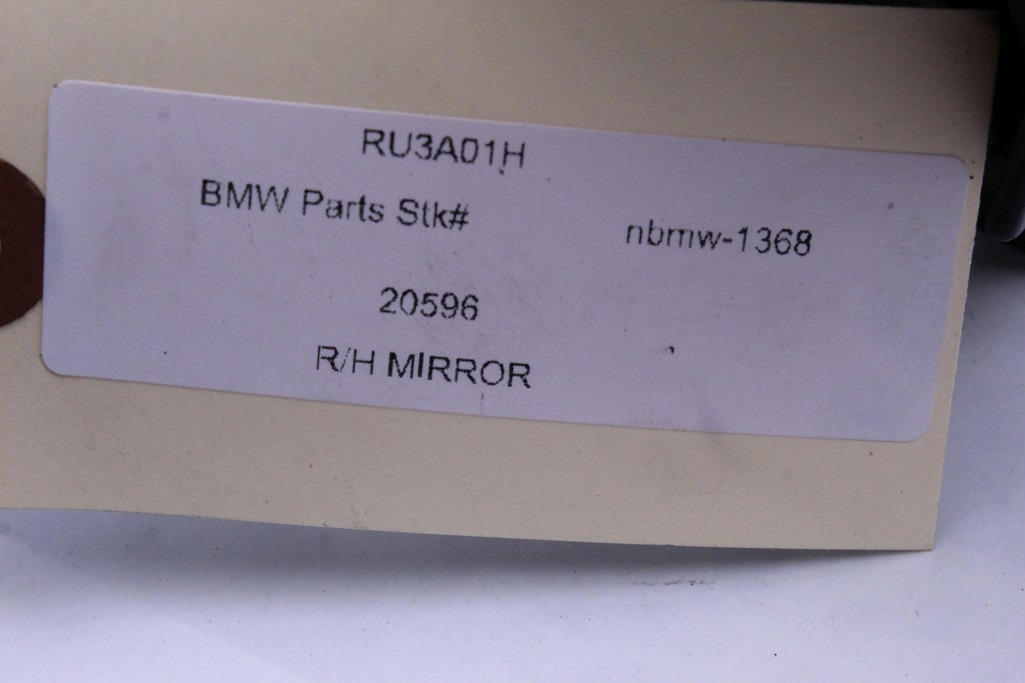 RU3A01H
BMW Parts Stk# nbmw-1368
20596
R/H MIRROR